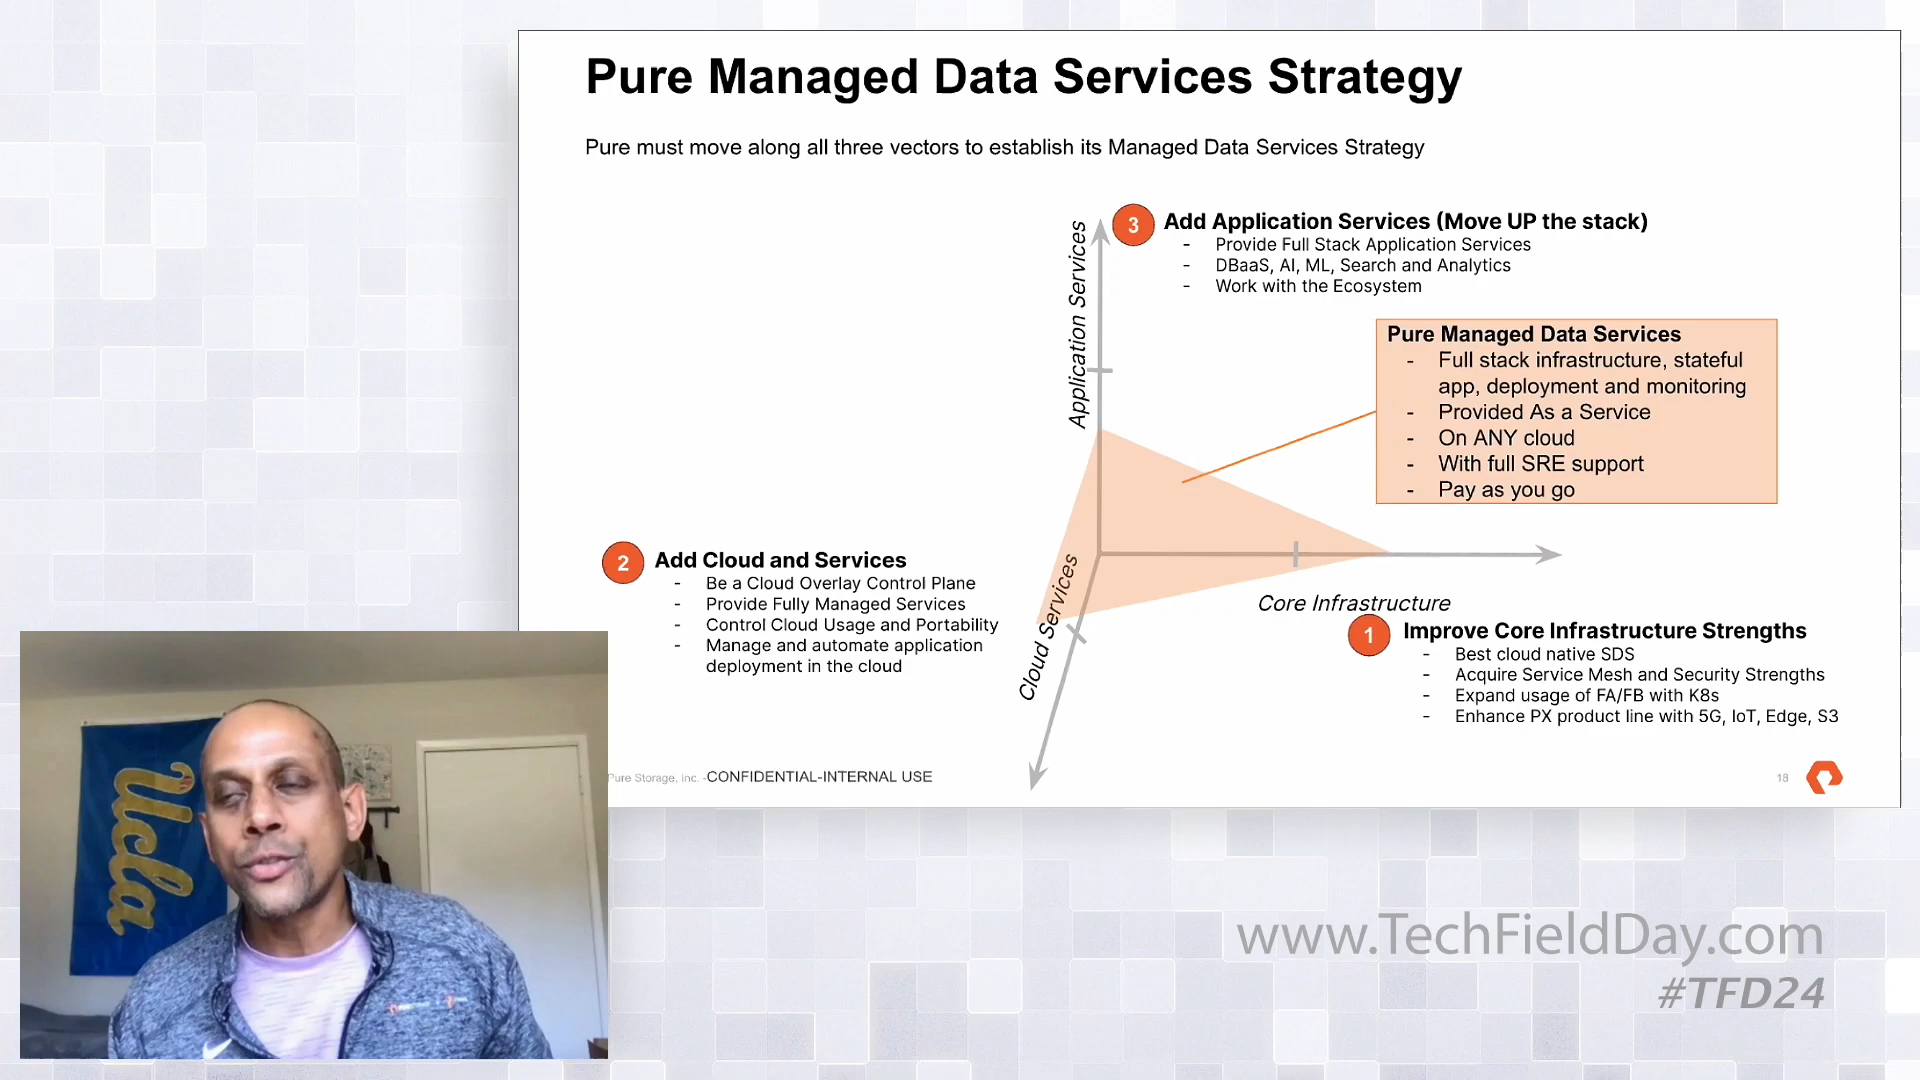 Pure Managed Data Services Strategy
Pure must move along all three vectors to establish its Managed Data Services Strategy
Application Services
3
Add Application Services (Move UP the stack)
- Provide Full Stack Application Services
- DBaaS, AI, ML, Search and Analytics
- Work with the Ecosystem
Pure Managed Data Services
- Full stack infrastructure, stateful
app, deployment and monitoring
- Provided As a Service
- On ANY cloud
- With full SRE support
- Pay as you go
2
Add Cloud and Services
- Be a Cloud Overlay Control Plane
- Provide Fully Managed Services
- Control Cloud Usage and Portability
- Manage and automate application
deployment in the cloud
Cloud Services
Core Infrastructure
1
Improve Core Infrastructure Strengths
- Best cloud native SDS
- Acquire Service Mesh and Security Strengths
- Expand usage of FA/FB with K8s
- Enhance PX product line with 5G, IoT, Edge, S3
Pure Storage, Inc. -CONFIDENTIAL-INTERNAL USE
18
Ucla
www.TechFieldDay.com
#TFD24